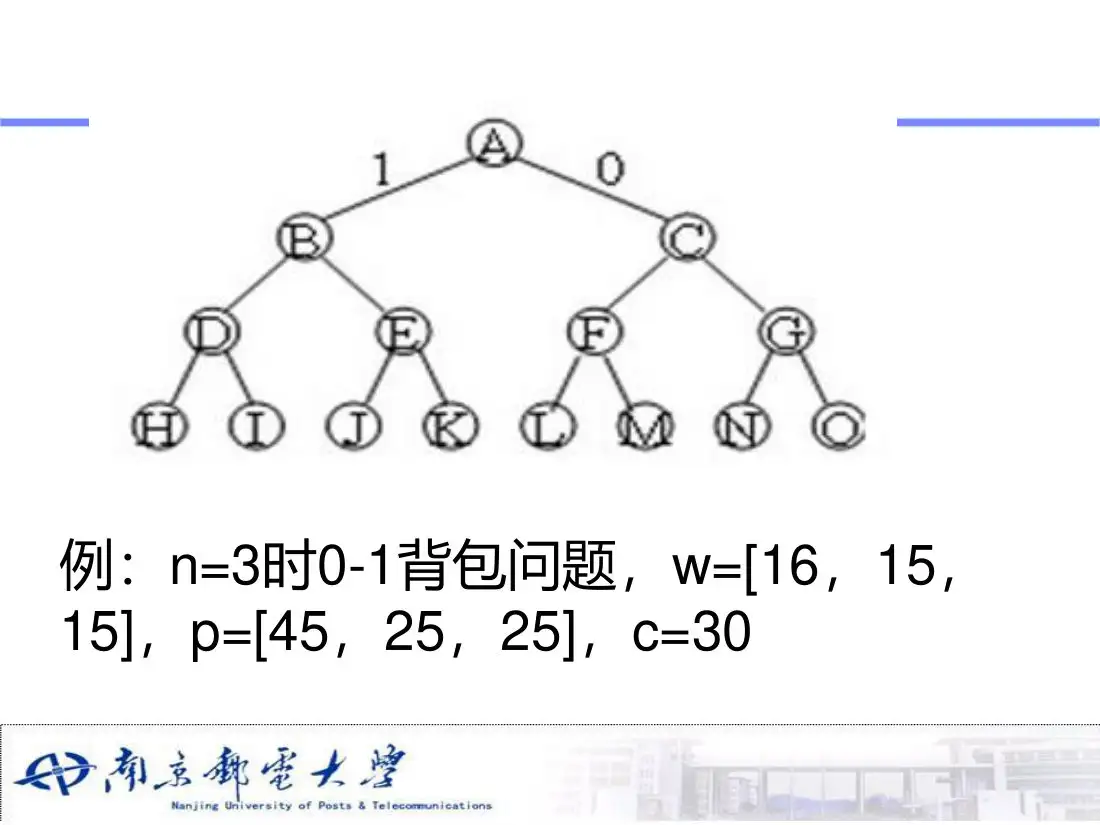 A
1 0
B C
D E F G
H I J K L M N O
例：n=3时0-1背包问题，w=[16，15，
15]，p=[45，25，25]，c=30
南京郵電大學
Nanjing University of Posts & Telecommunications